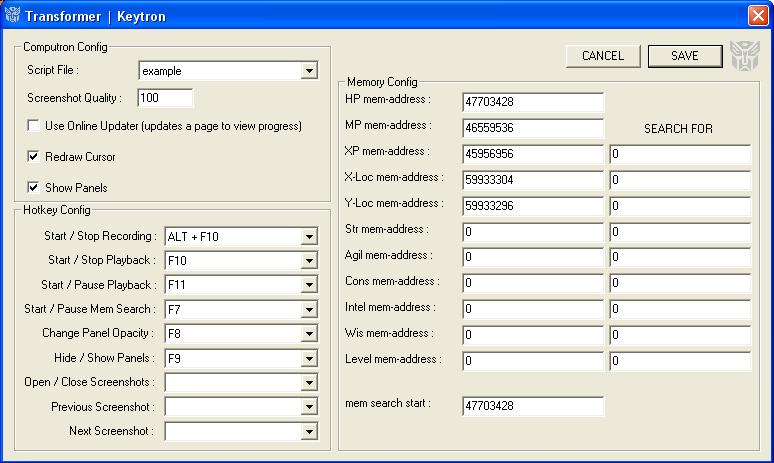 Transformer | Keytron
Computron Config
Script File : example
Screenshot Quality : 100
Use Online Updater (updates a page to view progress)
Redraw Cursor
Show Panels
Hotkey Config
Start / Stop Recording : ALT + F10
Start / Stop Playback : F10
Start / Pause Playback : F11
Start / Pause Mem Search : F7
Change Panel Opacity : F8
Hide / Show Panels : F9
Open / Close Screenshots :
Previous Screenshot :
Next Screenshot :
CANCEL SAVE
Memory Config
HP mem-address : 47703428
MP mem-address : 46559536 SEARCH FOR
XP mem-address : 45956956 0
X-Loc mem-address : 59933304 0
Y-Loc mem-address : 59933296 0
Str mem-address : 0 0
Agil mem-address : 0 0
Cons mem-address : 0 0
Intel mem-address : 0 0
Wis mem-address : 0 0
Level mem-address : 0 0
mem search start : 47703428